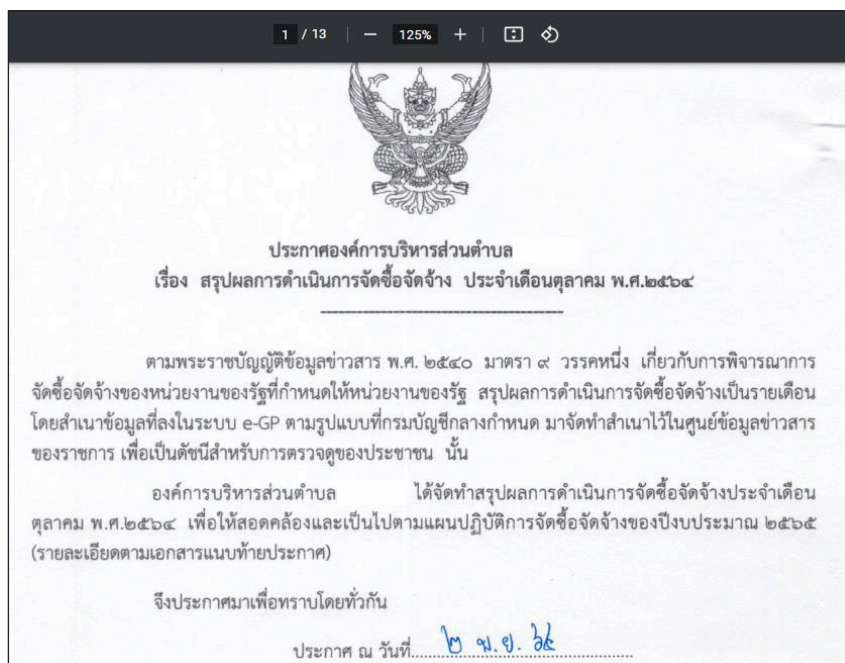 1 / 13 | − 125% + |
ประกาศองค์การบริหารส่วนตำบล
เรื่อง สรุปผลการดำเนินการจัดซื้อจัดจ้าง ประจำเดือนตุลาคม พ.ศ.๒๕๖๔
ตามพระราชบัญญัติข้อมูลข่าวสาร พ.ศ. ๒๕๔๐ มาตรา ๙ วรรคหนึ่ง เกี่ยวกับการพิจารณาการ
จัดซื้อจัดจ้างของหน่วยงานของรัฐที่กำหนดให้หน่วยงานของรัฐ สรุปผลการดำเนินการจัดซื้อจัดจ้างเป็นรายเดือน
โดยสำเนาข้อมูลที่ลงในระบบ e-GP ตามรูปแบบที่กรมบัญชีกลางกำหนด มาจัดทำสำเนาไว้ในศูนย์ข้อมูลข่าวสาร
ของราชการ เพื่อเป็นดัชนีสำหรับการตรวจดูของประชาชน นั้น
องค์การบริหารส่วนตำบล ได้จัดทำสรุปผลการดำเนินการจัดซื้อจัดจ้างประจำเดือน
ตุลาคม พ.ศ.๒๕๖๔ เพื่อให้สอดคล้องและเป็นไปตามแผนปฏิบัติการจัดซื้อจัดจ้างของปีงบประมาณ ๒๕๖๕
(รายละเอียดตามเอกสารแนบท้ายประกาศ)
จึงประกาศมาเพื่อทราบโดยทั่วกัน
ประกาศ ณ วันที่ ๒ พ.ย. ๖๔